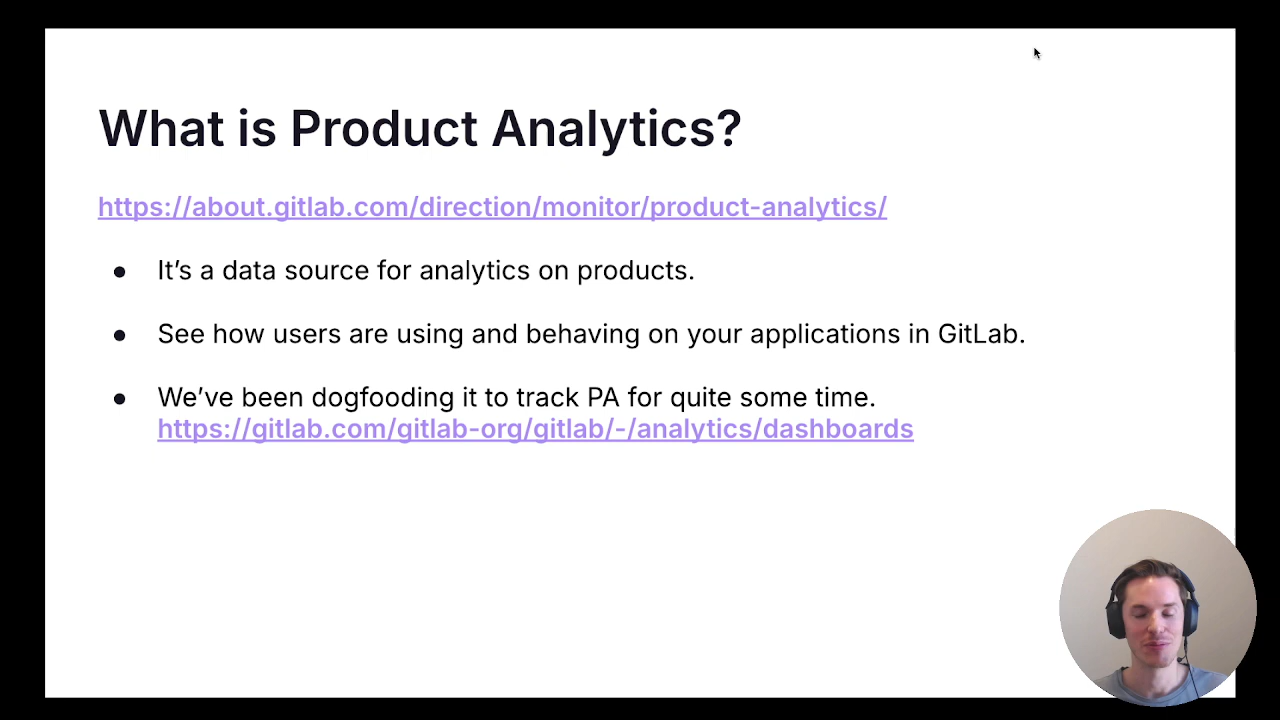 What is Product Analytics?
https://about.gitlab.com/direction/monitor/product-analytics/
● It’s a data source for analytics on products.
● See how users are using and behaving on your applications in GitLab.
● We’ve been dogfooding it to track PA for quite some time.
https://gitlab.com/gitlab-org/gitlab/-/analytics/dashboards